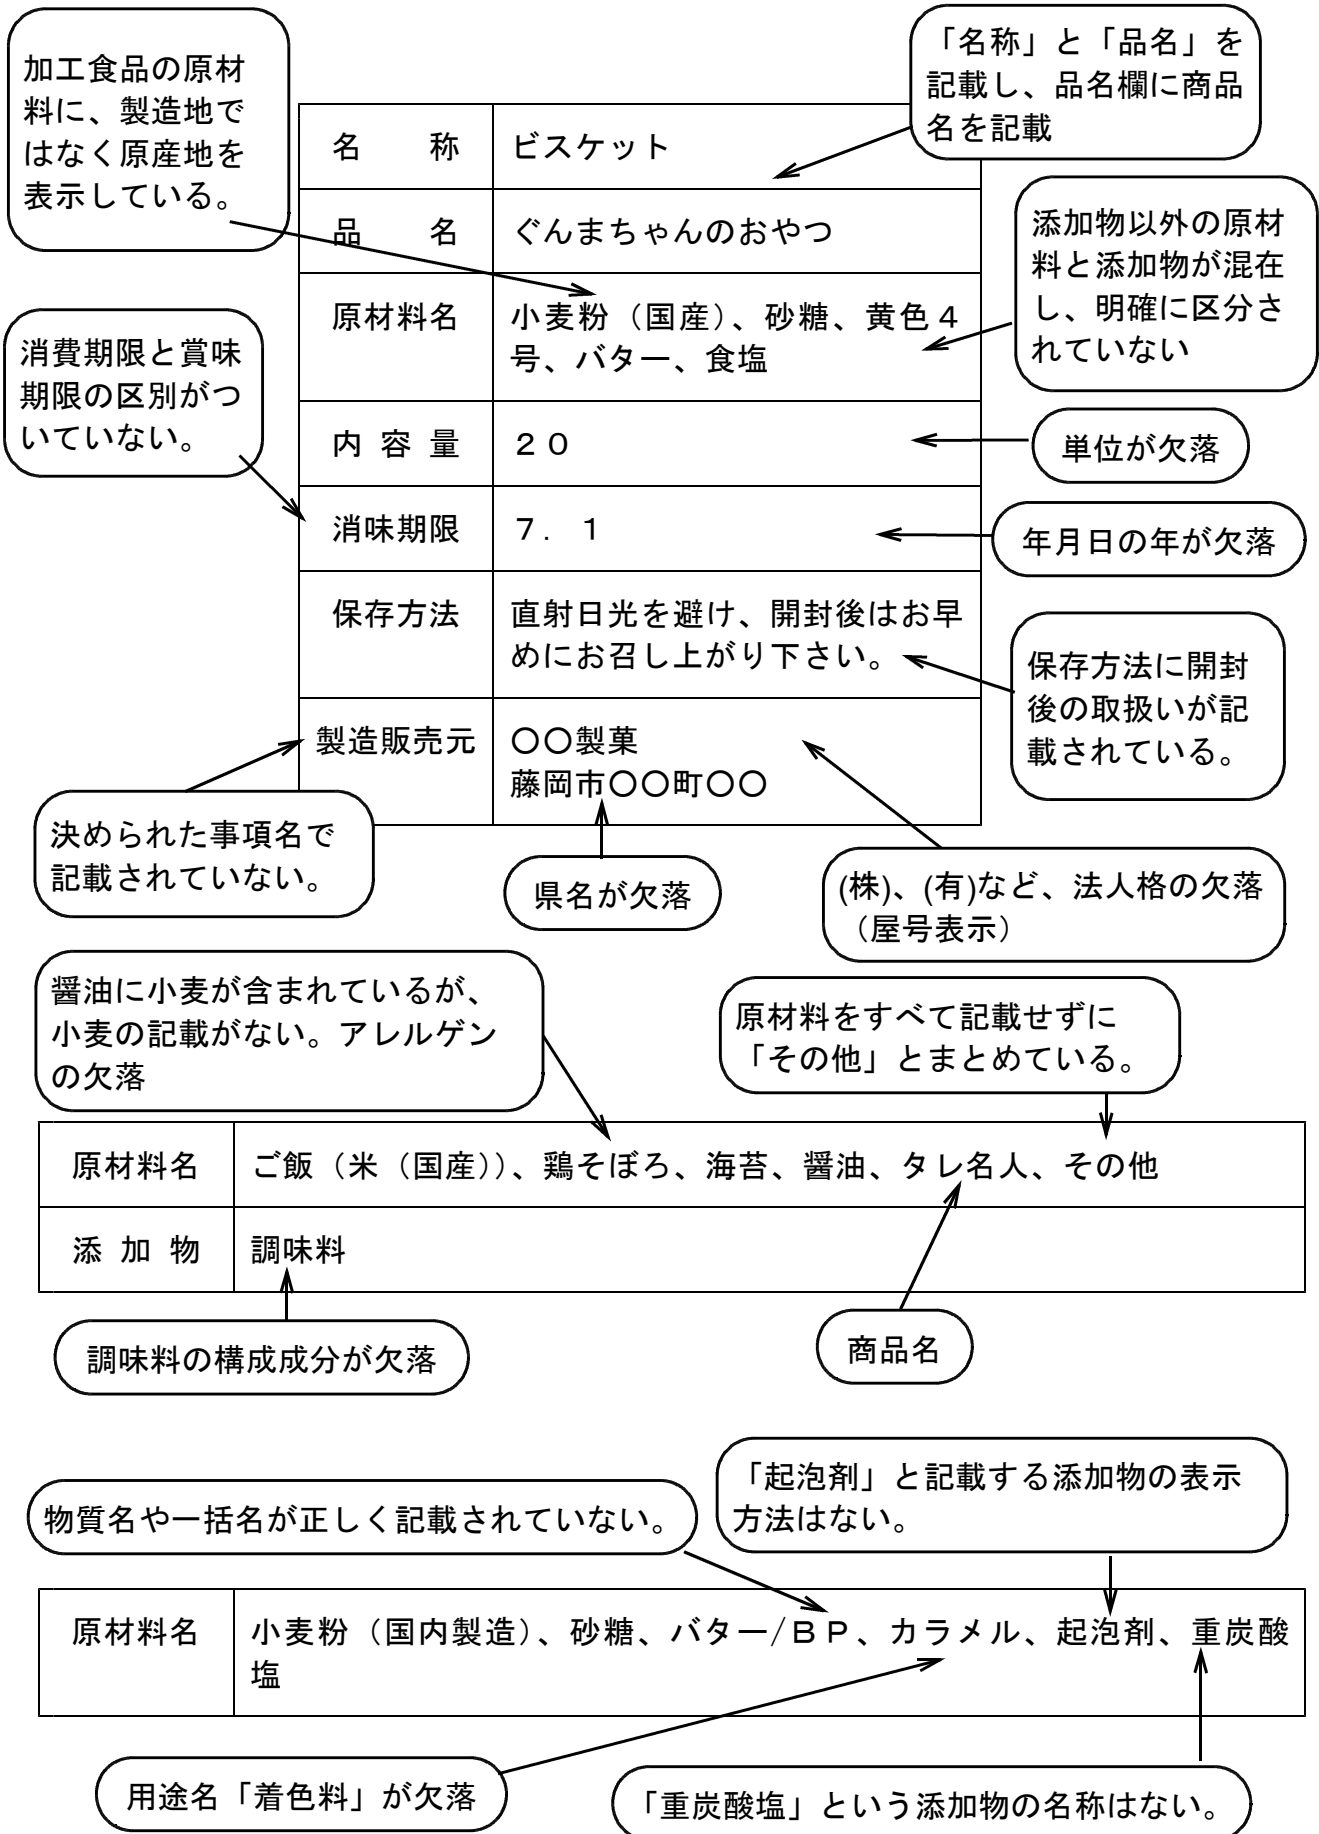 加工食品の原材
料に、製造地で
はなく原産地を
表示している。
「名称」と「品名」を
記載し、品名欄に商品
名を記載
名　　称　ビスケット
品　　名　ぐんまちゃんのおやつ
添加物以外の原材
料と添加物が混在
し、明確に区分さ
れていない
原材料名　小麦粉（国産）、砂糖、黄色４
号、バター、食塩
消費期限と賞味
期限の区別がつ
いていない。
内 容 量　２０
単位が欠落
消味期限　７．１
年月日の年が欠落
保存方法　直射日光を避け、開封後はお早
めにお召し上がり下さい。
保存方法に開封
後の取扱いが記
載されている。
製造販売元　〇〇製菓
藤岡市〇〇町〇〇
決められた事項名で
記載されていない。
県名が欠落
(株)、(有)など、法人格の欠落
（屋号表示）
醤油に小麦が含まれているが、
小麦の記載がない。アレルゲン
の欠落
原材料をすべて記載せずに
「その他」とまとめている。
原材料名　ご飯（米（国産））、鶏そぼろ、海苔、醤油、タレ名人、その他
添 加 物　調味料
調味料の構成成分が欠落
商品名
物質名や一括名が正しく記載されていない。
「起泡剤」と記載する添加物の表示
方法はない。
原材料名　小麦粉（国内製造）、砂糖、バター/ＢＰ、カラメル、起泡剤、重炭酸
塩
用途名「着色料」が欠落
「重炭酸塩」という添加物の名称はない。